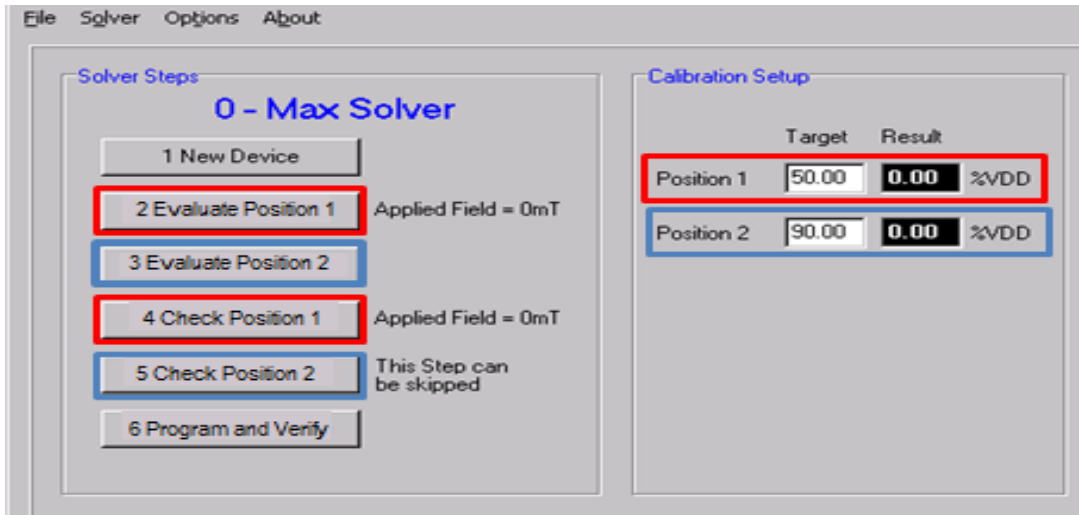 File Solver Options About
Solver Steps
0 - Max Solver
1 New Device
2 Evaluate Position 1 Applied Field = 0mT
3 Evaluate Position 2
4 Check Position 1 Applied Field = 0mT
5 Check Position 2 This Step can
be skipped
6 Program and Verify
Calibration Setup
Target Result
Position 1 50.00 0.00 %VDD
Position 2 90.00 0.00 %VDD